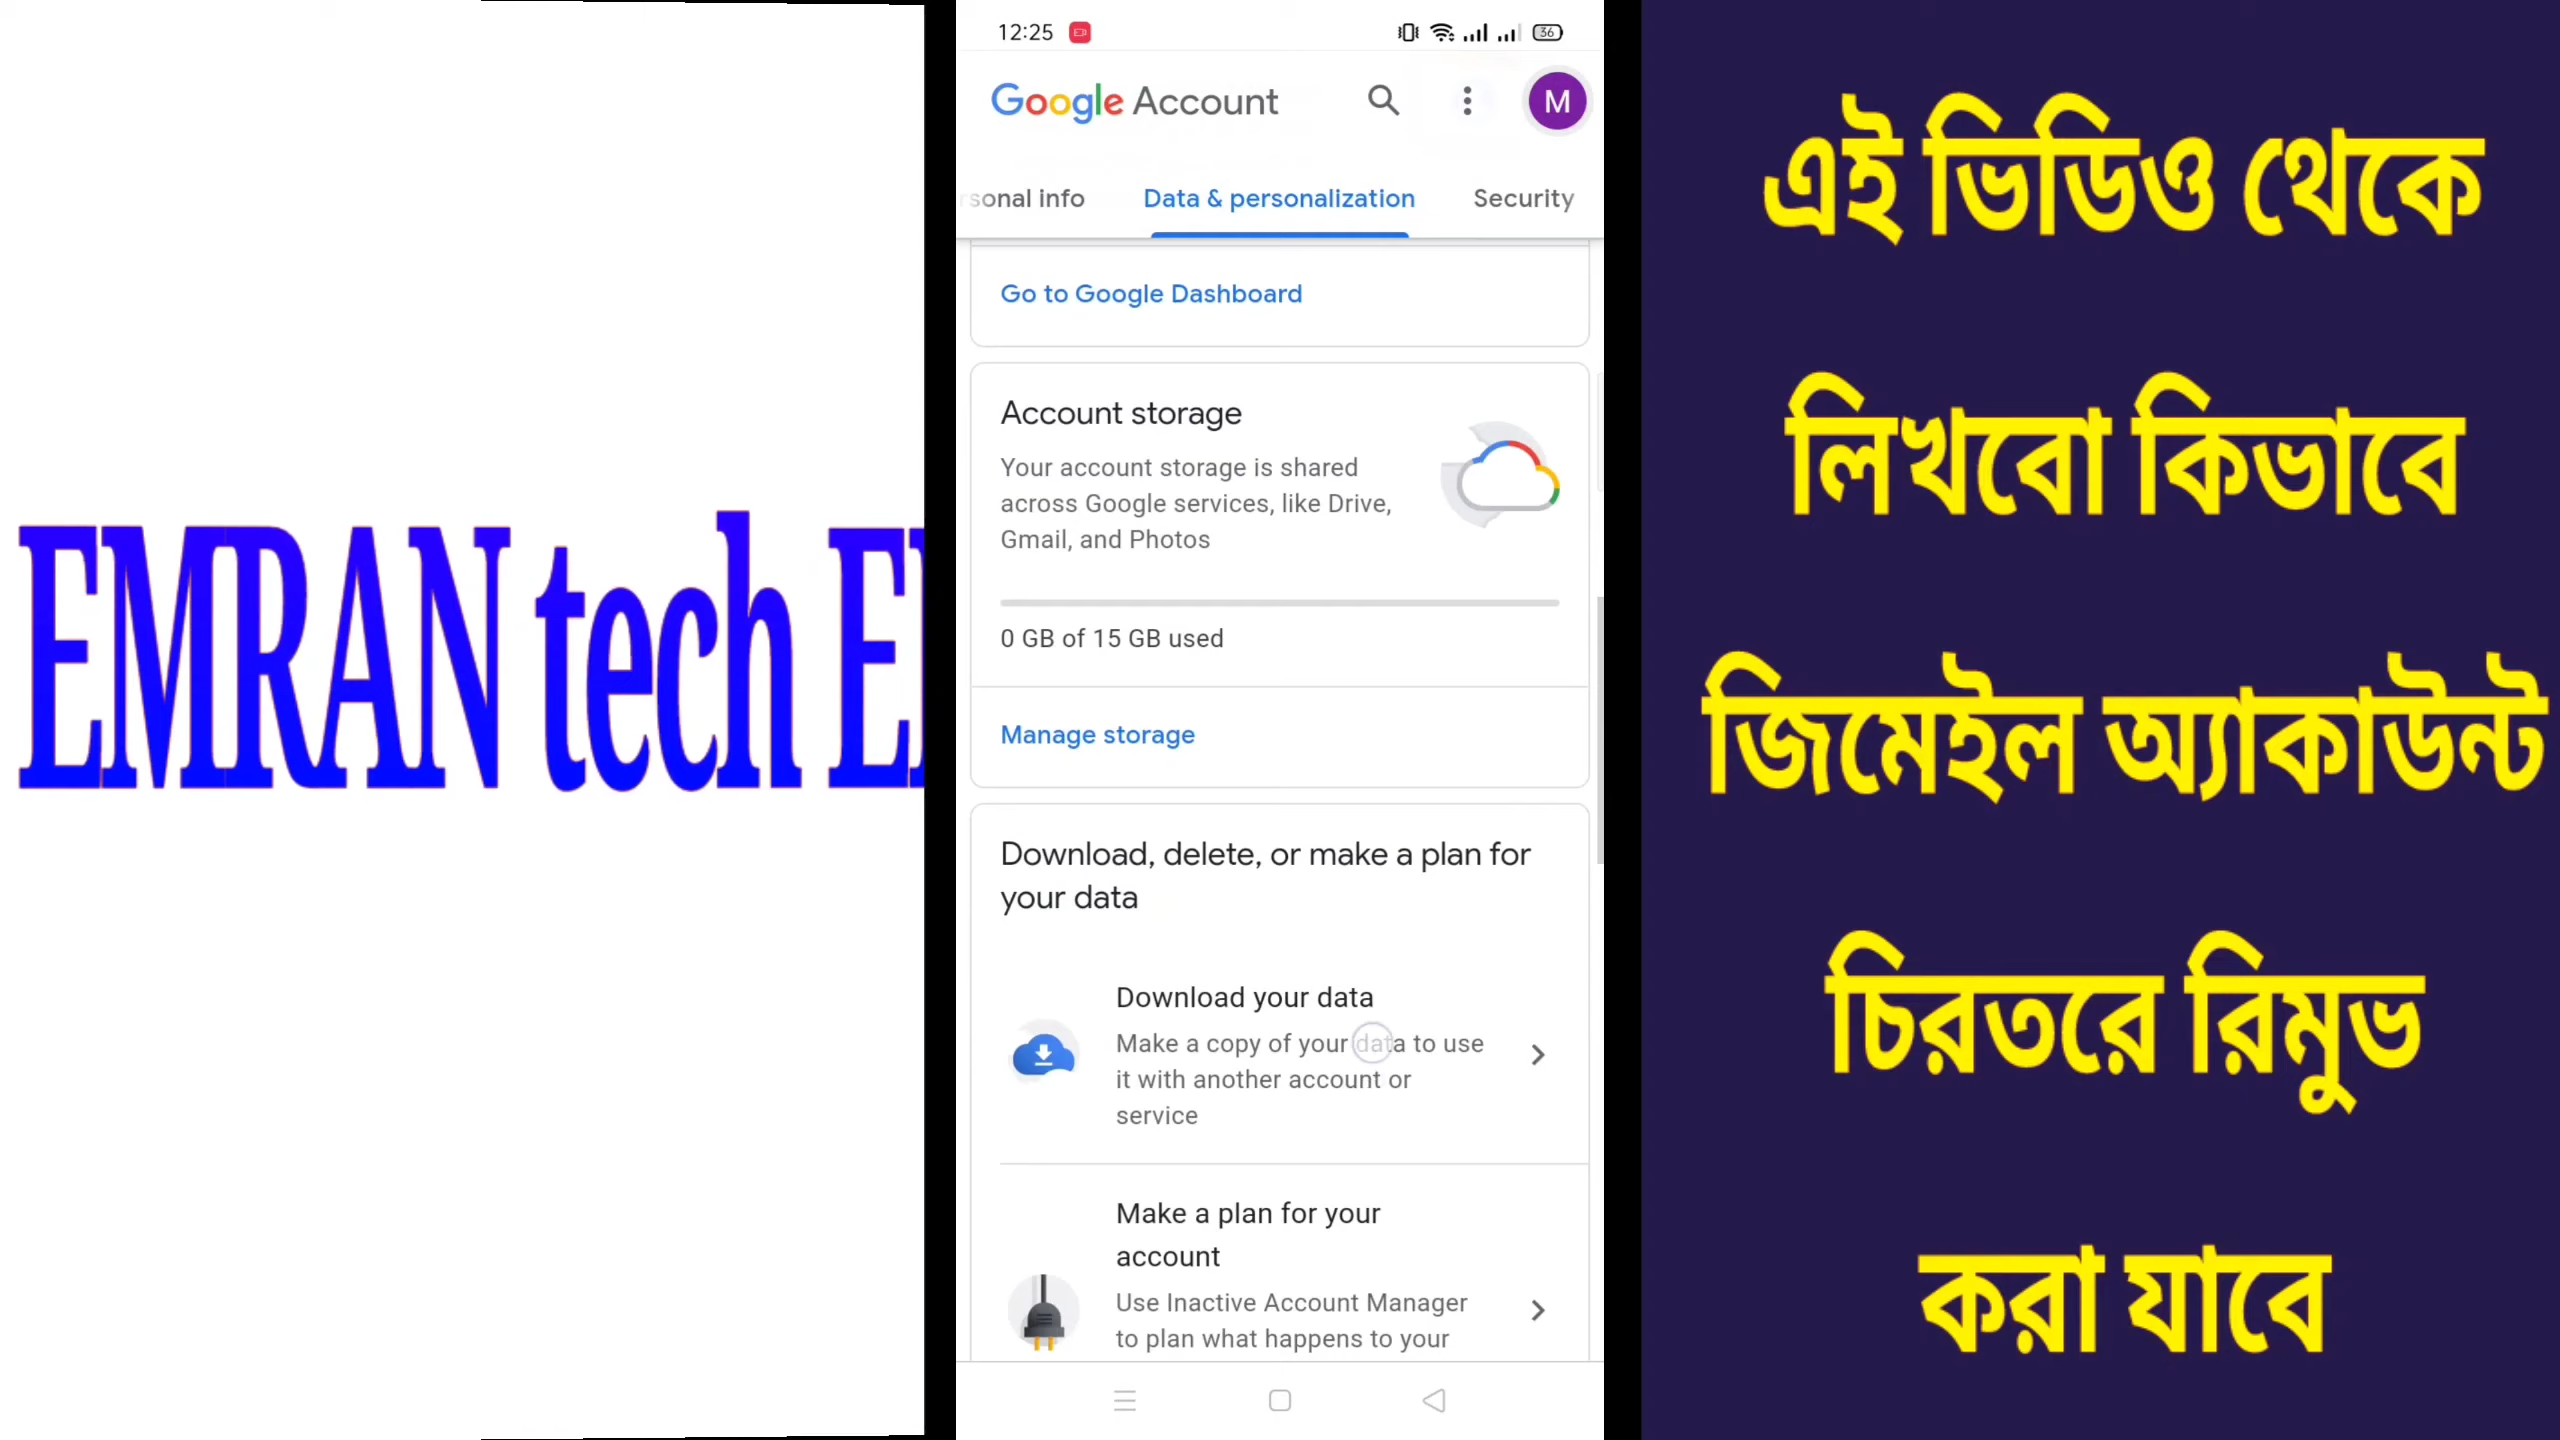 EMRAN tech E
12:25
36
Google Account
M
sonal info
Data & personalization
Security
Go to Google Dashboard
Account storage
Your account storage is shared
across Google services, like Drive,
Gmail, and Photos
0 GB of 15 GB used
Manage storage
Download, delete, or make a plan for
your data
Download your data
Make a copy of your data to use
it with another account or
service
Make a plan for your
account
Use Inactive Account Manager
to plan what happens to your
এই ভিডিও থেকে
লিখবো কিভাবে
জিমেইল অ্যাকাউন্ট
চিরতরে রিমুভ
করা যাবে